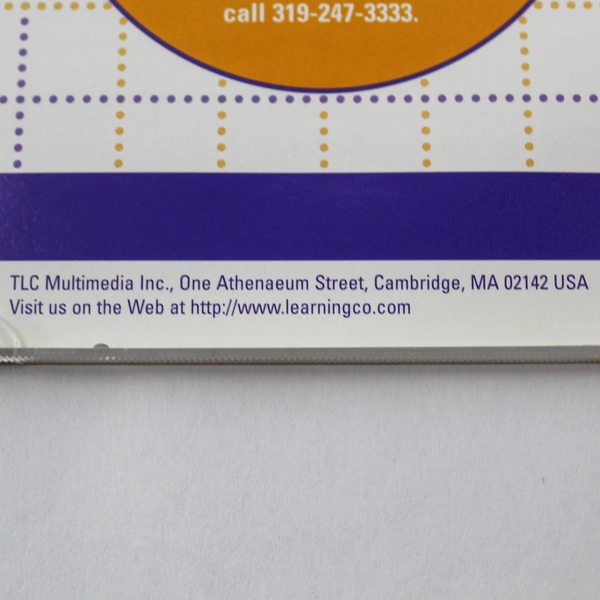 call 319-247-3333.
TLC Multimedia Inc., One Athenaeum Street, Cambridge, MA 02142 USA
Visit us on the Web at http://www.learningco.com